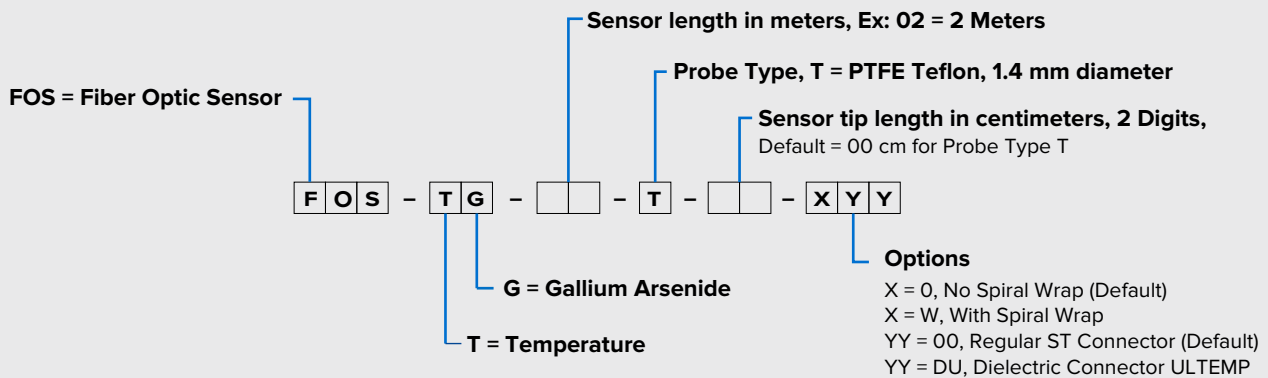 Sensor length in meters, Ex: 02 = 2 Meters
Probe Type, T = PTFE Teflon, 1.4 mm diameter
FOS = Fiber Optic Sensor
Sensor tip length in centimeters, 2 Digits,
Default = 00 cm for Probe Type T
F O S – T G – – T – – X Y Y
Options
G = Gallium Arsenide
X = 0, No Spiral Wrap (Default)
X = W, With Spiral Wrap
T = Temperature
YY = 00, Regular ST Connector (Default)
YY = DU, Dielectric Connector ULTEMP